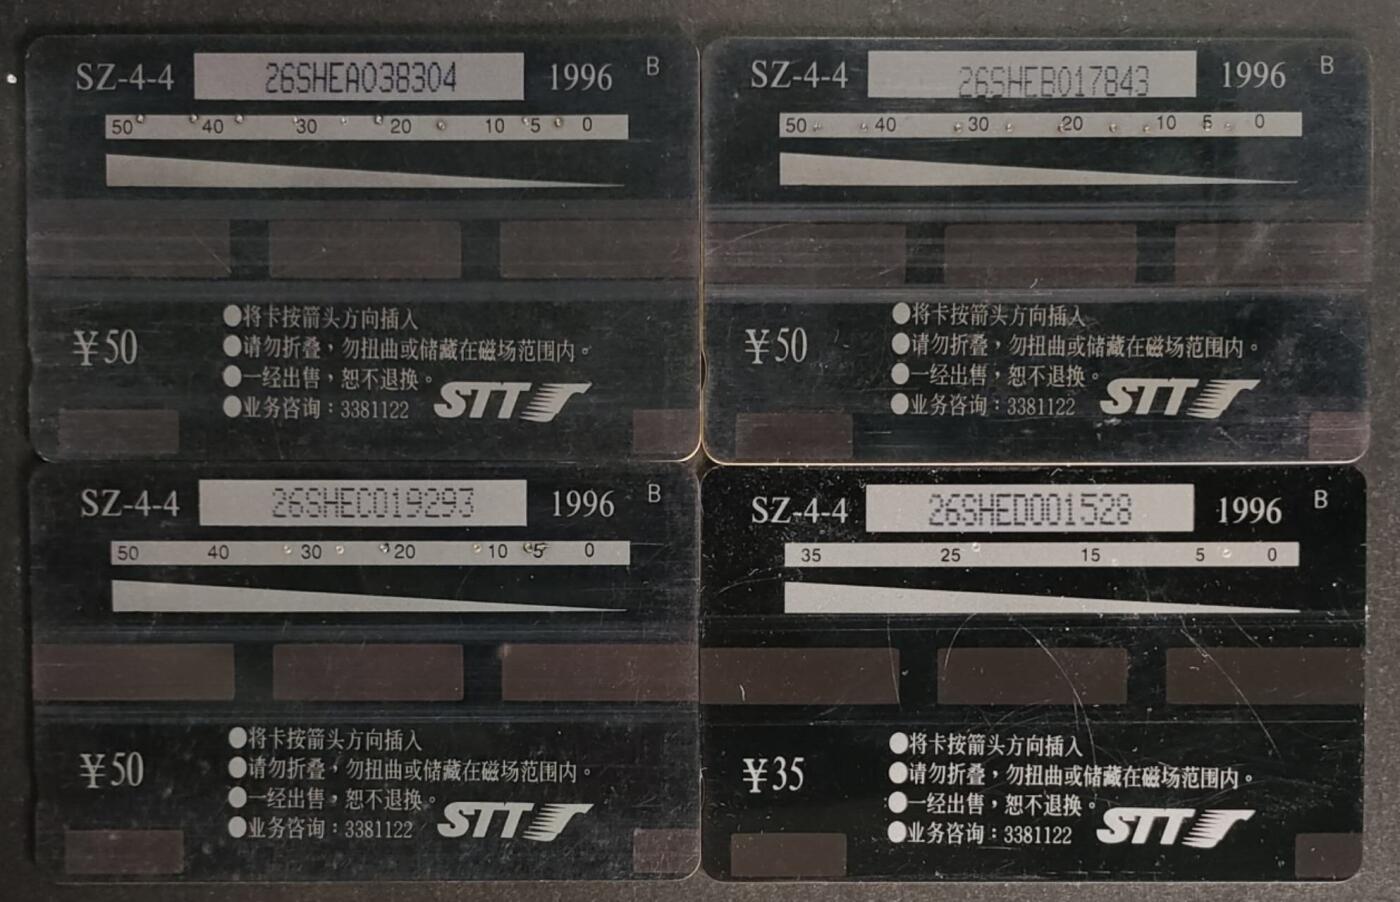 SZ-4-4 26SHEA038304 1996 B
50 40 30 20 10 5 0
¥50
●将卡按箭头方向插入
●请勿折叠，勿扭曲或储藏在磁场范围内。
●一经出售，恕不退换。
●业务咨询：3381122
STT
SZ-4-4 26SHEB017843 1996 B
50 40 30 20 10 5 0
¥50
●将卡按箭头方向插入
●请勿折叠，勿扭曲或储藏在磁场范围内。
●一经出售，恕不退换。
●业务咨询：3381122
STT
SZ-4-4 26SHEC019293 1996 B
50 40 30 20 10 5 0
¥50
●将卡按箭头方向插入
●请勿折叠，勿扭曲或储藏在磁场范围内。
●一经出售，恕不退换。
●业务咨询：3381122
STT
SZ-4-4 26SHED001528 1996 B
35 25 15 5 0
¥35
●将卡按箭头方向插入
●请勿折叠，勿扭曲或储藏在磁场范围内。
●一经出售，恕不退换。
●业务咨询：3381122
STT